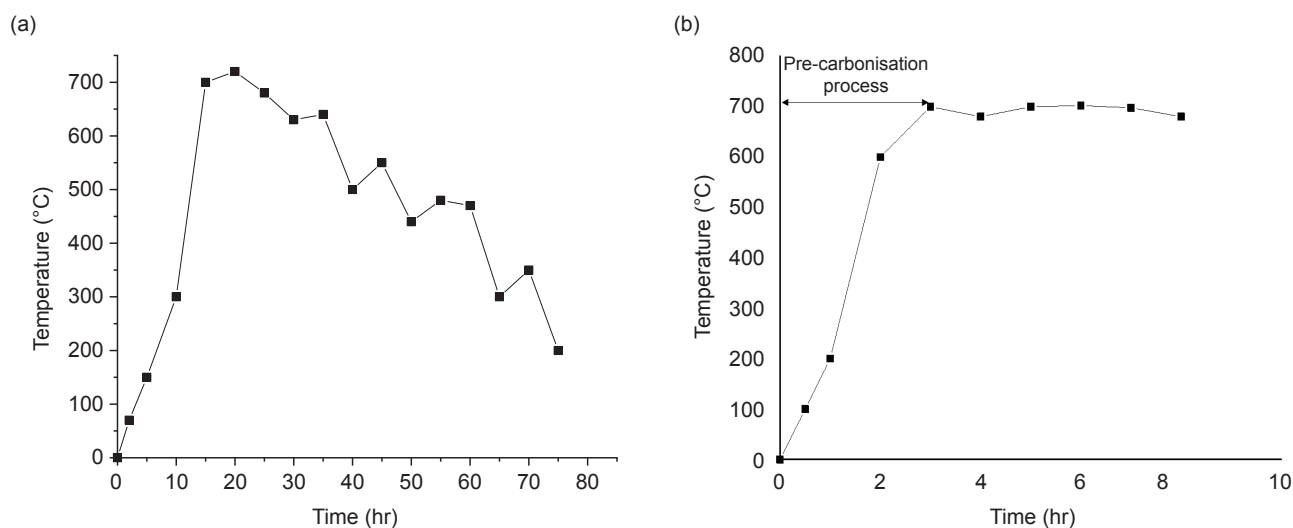 (a)
700
600
500
400
300
200
100
0
Temperature (°C)
0 10 20 30 40 50 60 70 80
Time (hr)
(b)
800
700
600
500
400
300
200
100
0
Temperature (°C)
Pre-carbonisation
process
0 2 4 6 8 10
Time (hr)